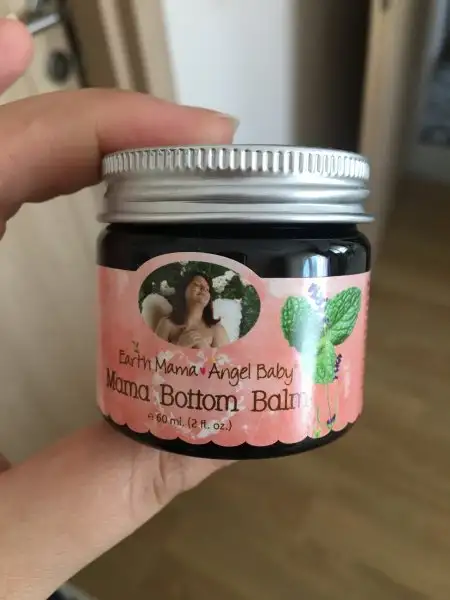 Earth Mama Angel Baby®
Mama Bottom Balm
e 60 ml. (2 fl. oz.)